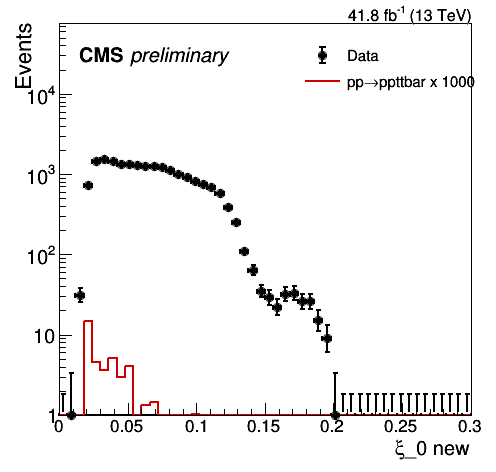 41.8 fb⁻¹ (13 TeV)
Events
CMS preliminary
Data
pp→ppttbar x 1000
10⁴
10³
10²
10
1
0 0.05 0.1 0.15 0.2 0.25 0.3
ξ_0 new